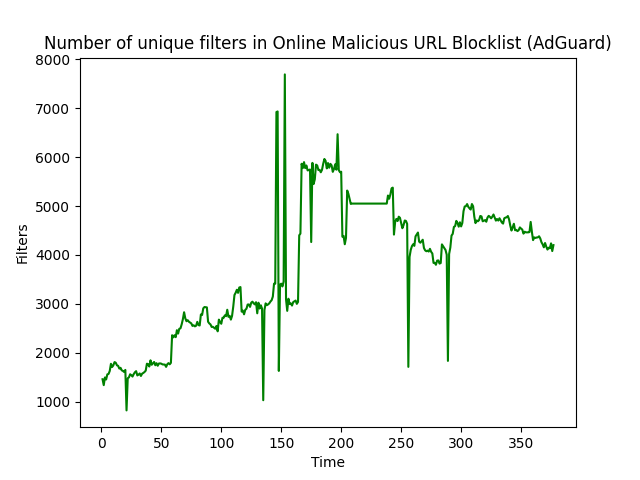 Number of unique filters in Online Malicious URL Blocklist (AdGuard)
8000
7000
6000
5000
4000
3000
2000
1000
Filters
0 50 100 150 200 250 300 350
Time